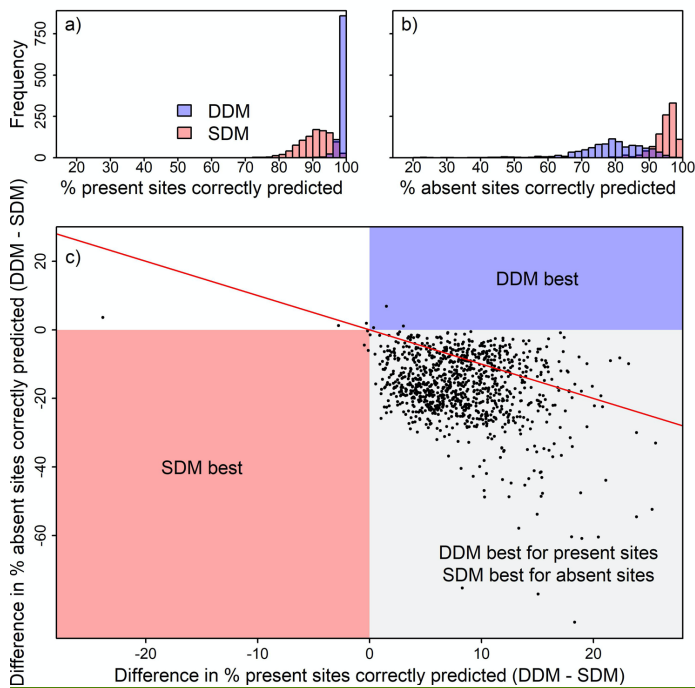 a)
Frequency
750
500
250
0
DDM
SDM
20 30 40 50 60 70 80 90 100
% present sites correctly predicted
b)
20 30 40 50 60 70 80 90 100
% absent sites correctly predicted
c)
Difference in % absent sites correctly predicted (DDM - SDM)
20
0
-20
-40
-60
DDM best
SDM best
DDM best for present sites
SDM best for absent sites
-20 -10 0 10 20
Difference in % present sites correctly predicted (DDM - SDM)